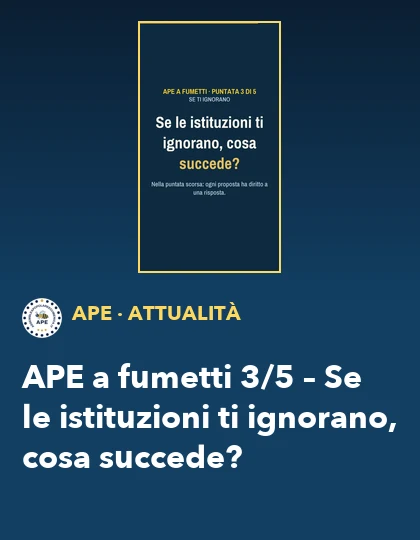 APE A FUMETTI · PUNTATA 3 DI 5
SE TI IGNORANO
Se le istituzioni ti
ignorano, cosa
succede?
Nella puntata scorsa: ogni proposta ha diritto a
una risposta.
APE
APE · ATTUALITÀ
APE a fumetti 3/5 – Se
le istituzioni ti ignorano,
cosa succede?